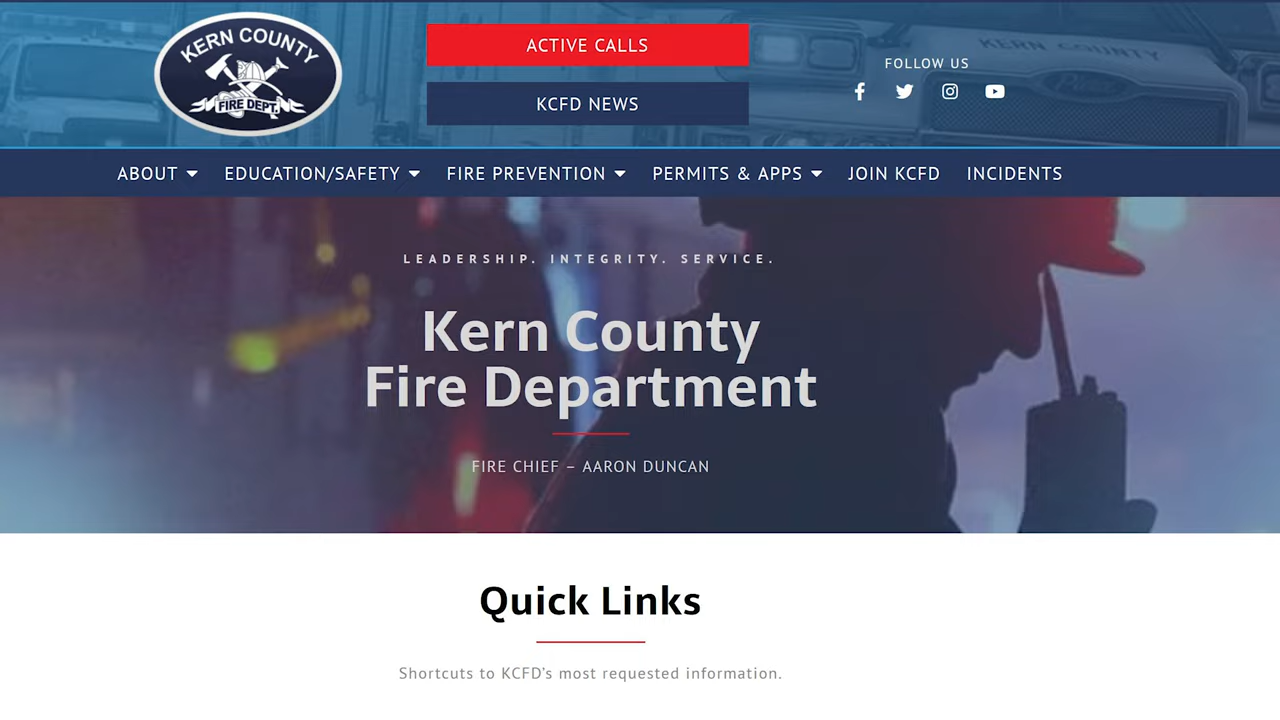 KERN COUNTY
FIRE DEPT.
ACTIVE CALLS
KCFD NEWS
KERN COUNTY
FOLLOW US
ABOUT
EDUCATION/SAFETY
FIRE PREVENTION
PERMITS & APPS
JOIN KCFD
INCIDENTS
LEADERSHIP. INTEGRITY. SERVICE.
Kern County
Fire Department
FIRE CHIEF – AARON DUNCAN
Quick Links
Shortcuts to KCFD's most requested information.